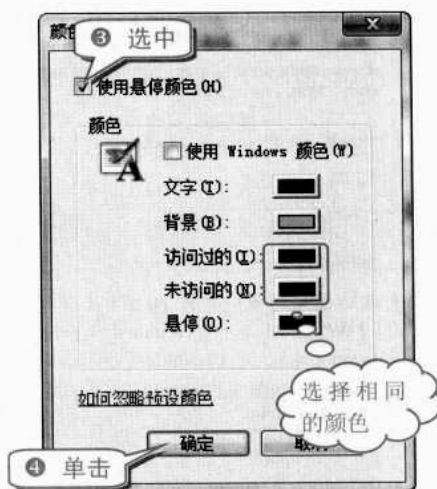 颜色
❸ 选中
使用悬停颜色(H)
颜色
使用 Windows 颜色(W)
文字(T):
背景(B):
访问过的(I):
未访问的(N):
悬停(O):
选择相同
的颜色
如何忽略预设颜色
确定
取消
❹ 单击